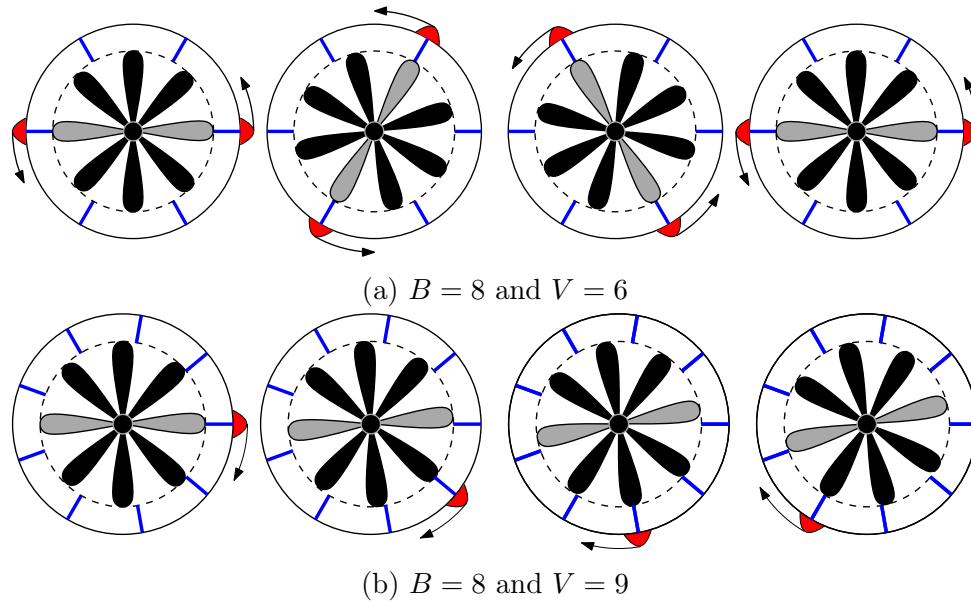 (a) B = 8 and V = 6
(b) B = 8 and V = 9